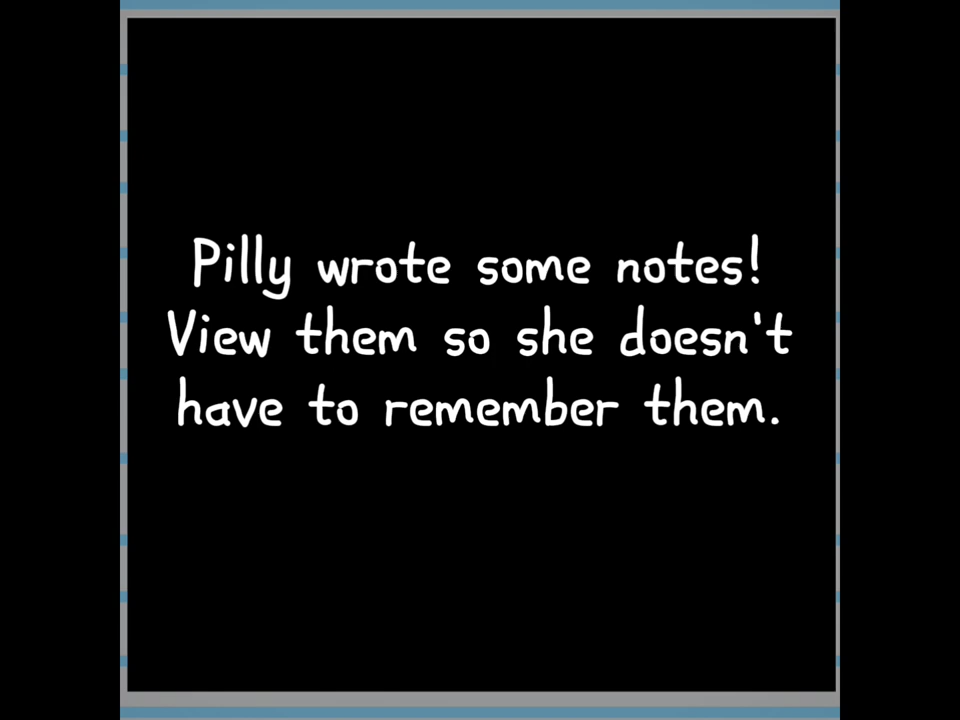 Pilly wrote some notes!
View them so she doesn't
have to remember them.